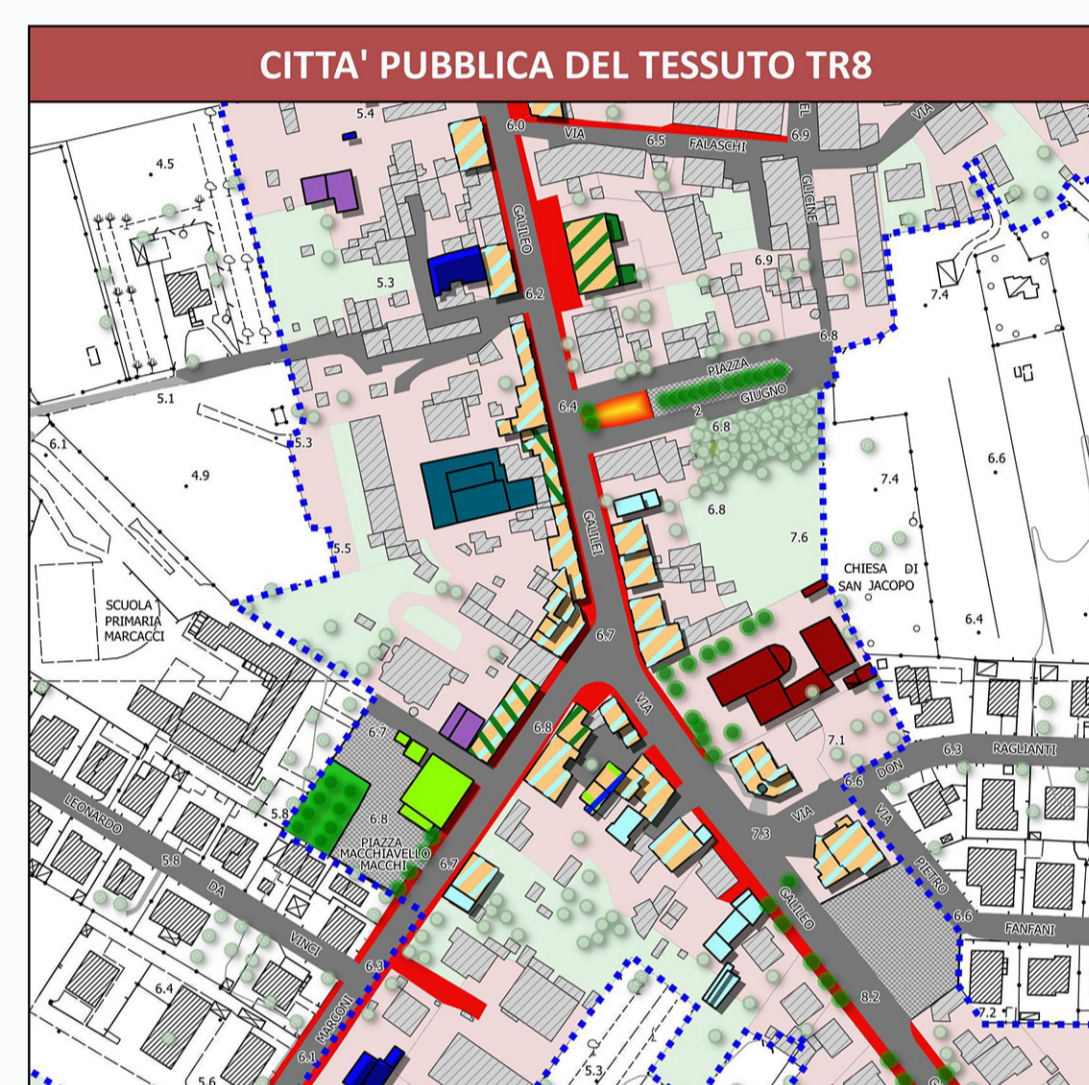 CITTA' PUBBLICA DEL TESSUTO TR8
5.4
6.0
VIA
6.5
FALASCHI
6.9
EL
VIA
4.5
GALILEO
GLICINE
5.3
6.2
6.9
7.4
6.8
5.1
PIAZZA
GIUGNO
2
6.4
6.8
6.1
5.3
4.9
6.6
7.4
6.8
GALILEI
7.6
5.5
CHIESA DI
SAN JACOPO
SCUOLA
PRIMARIA
MARCACCI
6.4
6.7
VIA
6.7
6.8
7.1
6.3
RAGLIANTI
DON
6.6
VIA
VIA
LEONARDO
5.8
6.8
PIAZZA
MACCHIAVELLO
MACCHI
7.3
5.8
6.7
PIETRO
DA
GALILEO
6.6
FANFANI
VINCI
6.3
6.4
8.2
MARCONI
7.2
6.1
5.3
5.6